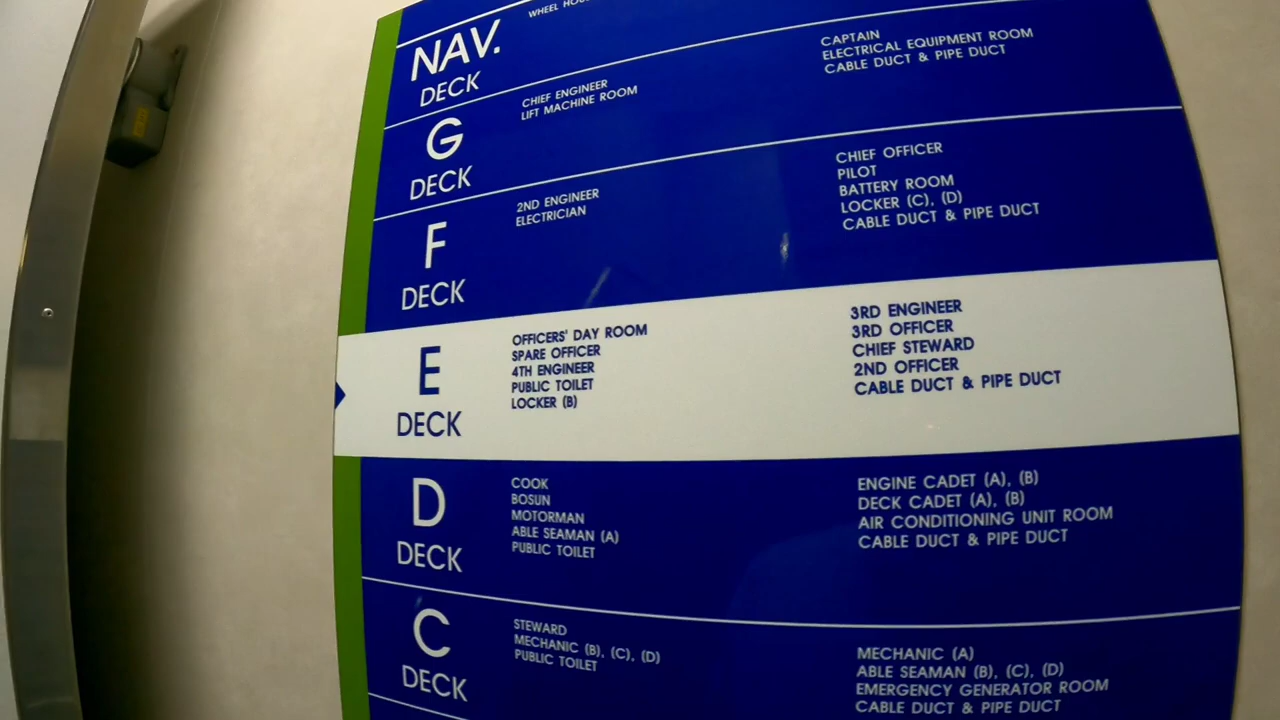 WHEEL
NAV.
DECK
CAPTAIN
ELECTRICAL EQUIPMENT ROOM
CABLE DUCT & PIPE DUCT
G
DECK
CHIEF ENGINEER
LIFT MACHINE ROOM
CHIEF OFFICER
PILOT
BATTERY ROOM
LOCKER (C), (D)
CABLE DUCT & PIPE DUCT
F
DECK
2ND ENGINEER
ELECTRICIAN
E
DECK
OFFICERS' DAY ROOM
SPARE OFFICER
4TH ENGINEER
PUBLIC TOILET
LOCKER (B)
3RD ENGINEER
3RD OFFICER
CHIEF STEWARD
2ND OFFICER
CABLE DUCT & PIPE DUCT
D
DECK
COOK
BOSUN
MOTORMAN
ABLE SEAMAN (A)
PUBLIC TOILET
ENGINE CADET (A), (B)
DECK CADET (A), (B)
AIR CONDITIONING UNIT ROOM
CABLE DUCT & PIPE DUCT
C
DECK
STEWARD
MECHANIC (B), (C), (D)
PUBLIC TOILET
MECHANIC (A)
ABLE SEAMAN (B), (C), (D)
EMERGENCY GENERATOR ROOM
CABLE DUCT & PIPE DUCT